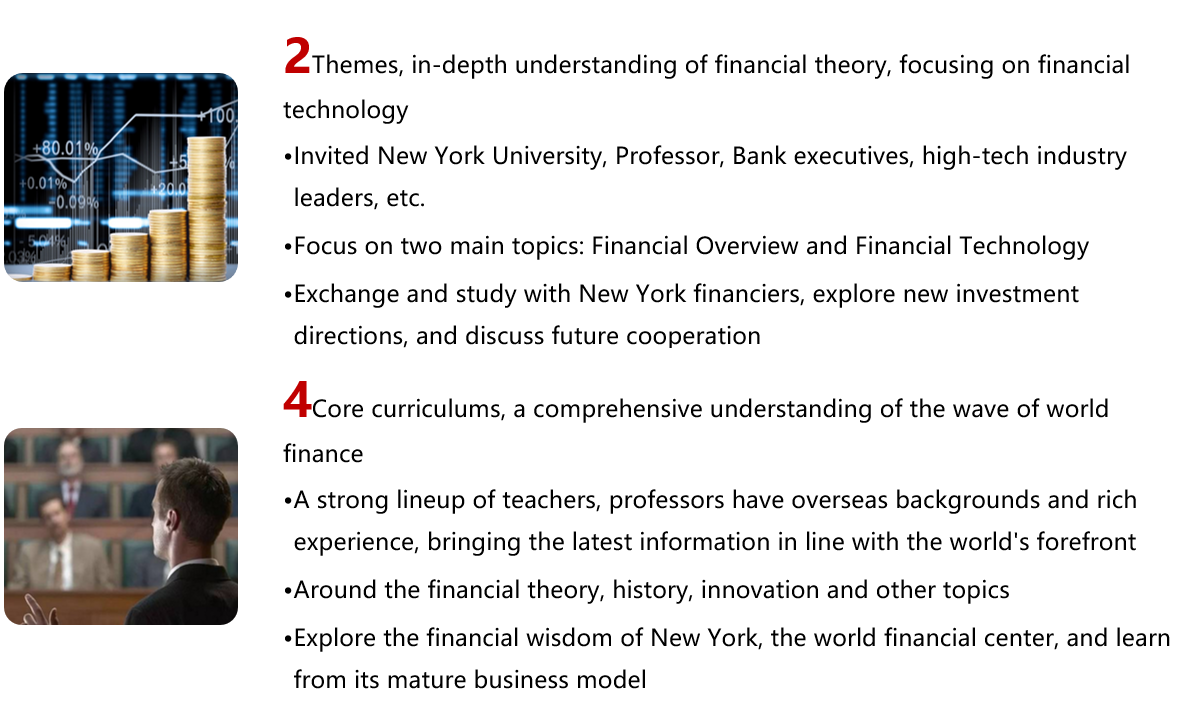 2Themes, in-depth understanding of financial theory, focusing on financial
technology
•Invited New York University, Professor, Bank executives, high-tech industry
leaders, etc.
•Focus on two main topics: Financial Overview and Financial Technology
•Exchange and study with New York financiers, explore new investment
directions, and discuss future cooperation
+100.
+80.01%
+5
%
+0.01%
+20.0
-0.09%
-5.04%
.03%
4Core curriculums, a comprehensive understanding of the wave of world
finance
•A strong lineup of teachers, professors have overseas backgrounds and rich
experience, bringing the latest information in line with the world's forefront
•Around the financial theory, history, innovation and other topics
•Explore the financial wisdom of New York, the world financial center, and learn
from its mature business model